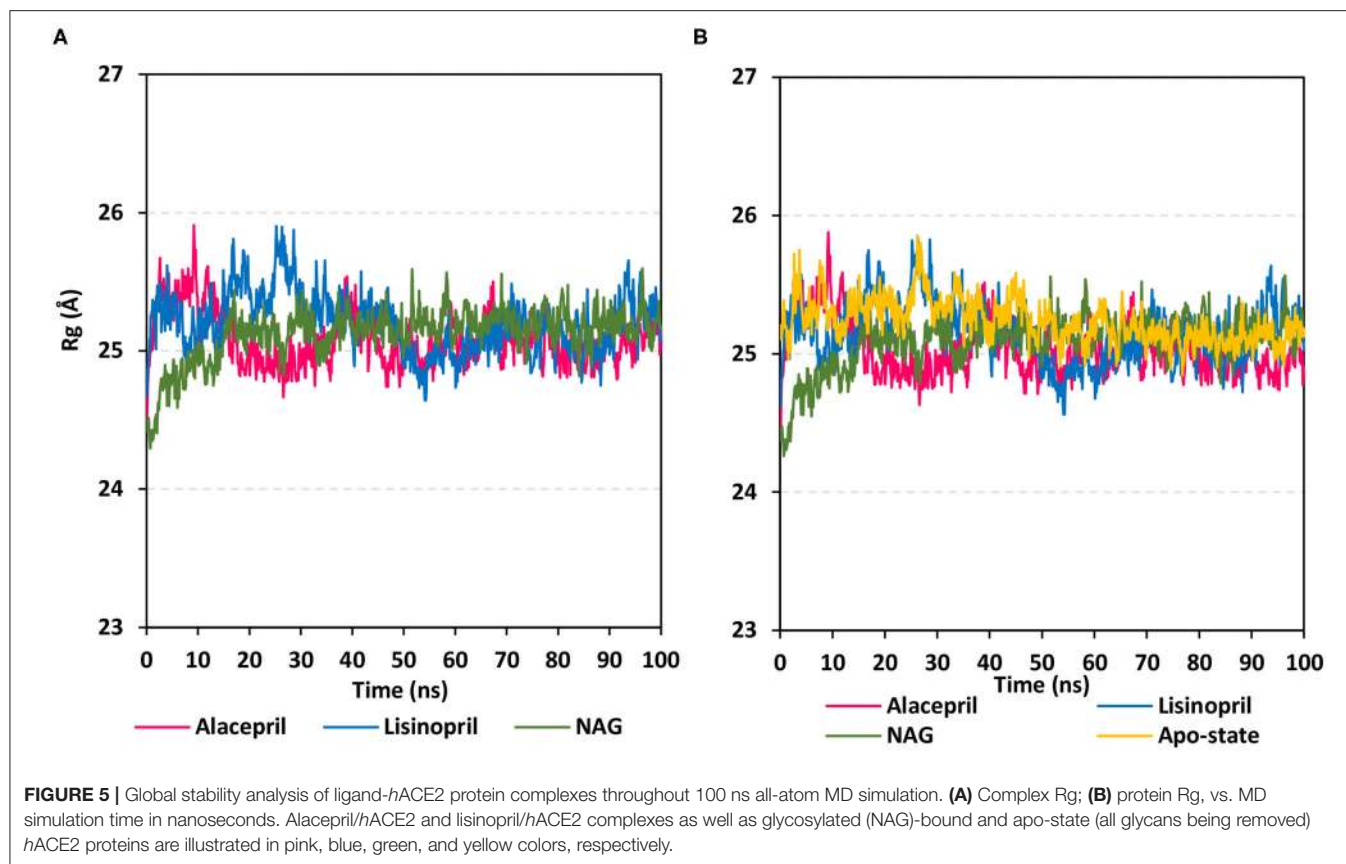 A
B
27
26
25
24
23
Rg (Å)
0 10 20 30 40 50 60 70 80 90 100
Time (ns)
Alacepril Lisinopril NAG
27
26
25
24
23
0 10 20 30 40 50 60 70 80 90 100
Time (ns)
Alacepril Lisinopril
NAG Apo-state
FIGURE 5 | Global stability analysis of ligand-hACE2 protein complexes throughout 100 ns all-atom MD simulation. (A) Complex Rg; (B) protein Rg, vs. MD
simulation time in nanoseconds. Alacepril/hACE2 and lisinopril/hACE2 complexes as well as glycosylated (NAG)-bound and apo-state (all glycans being removed)
hACE2 proteins are illustrated in pink, blue, green, and yellow colors, respectively.